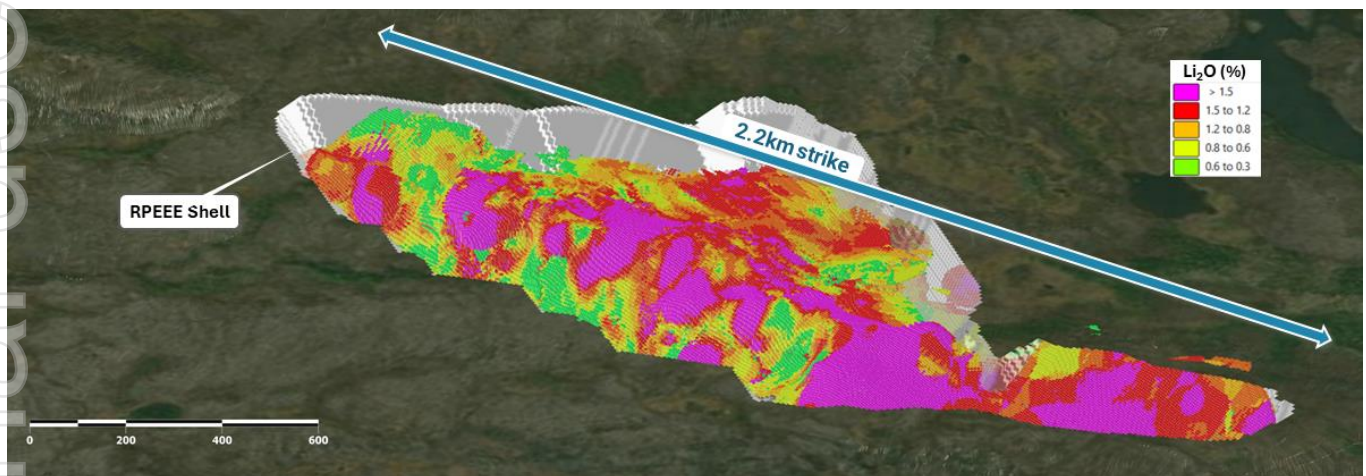 Li₂O (%)
> 1.5
1.5 to 1.2
1.2 to 0.8
0.8 to 0.6
0.6 to 0.3
2.2km strike
RPEEE Shell
0 200 400 600